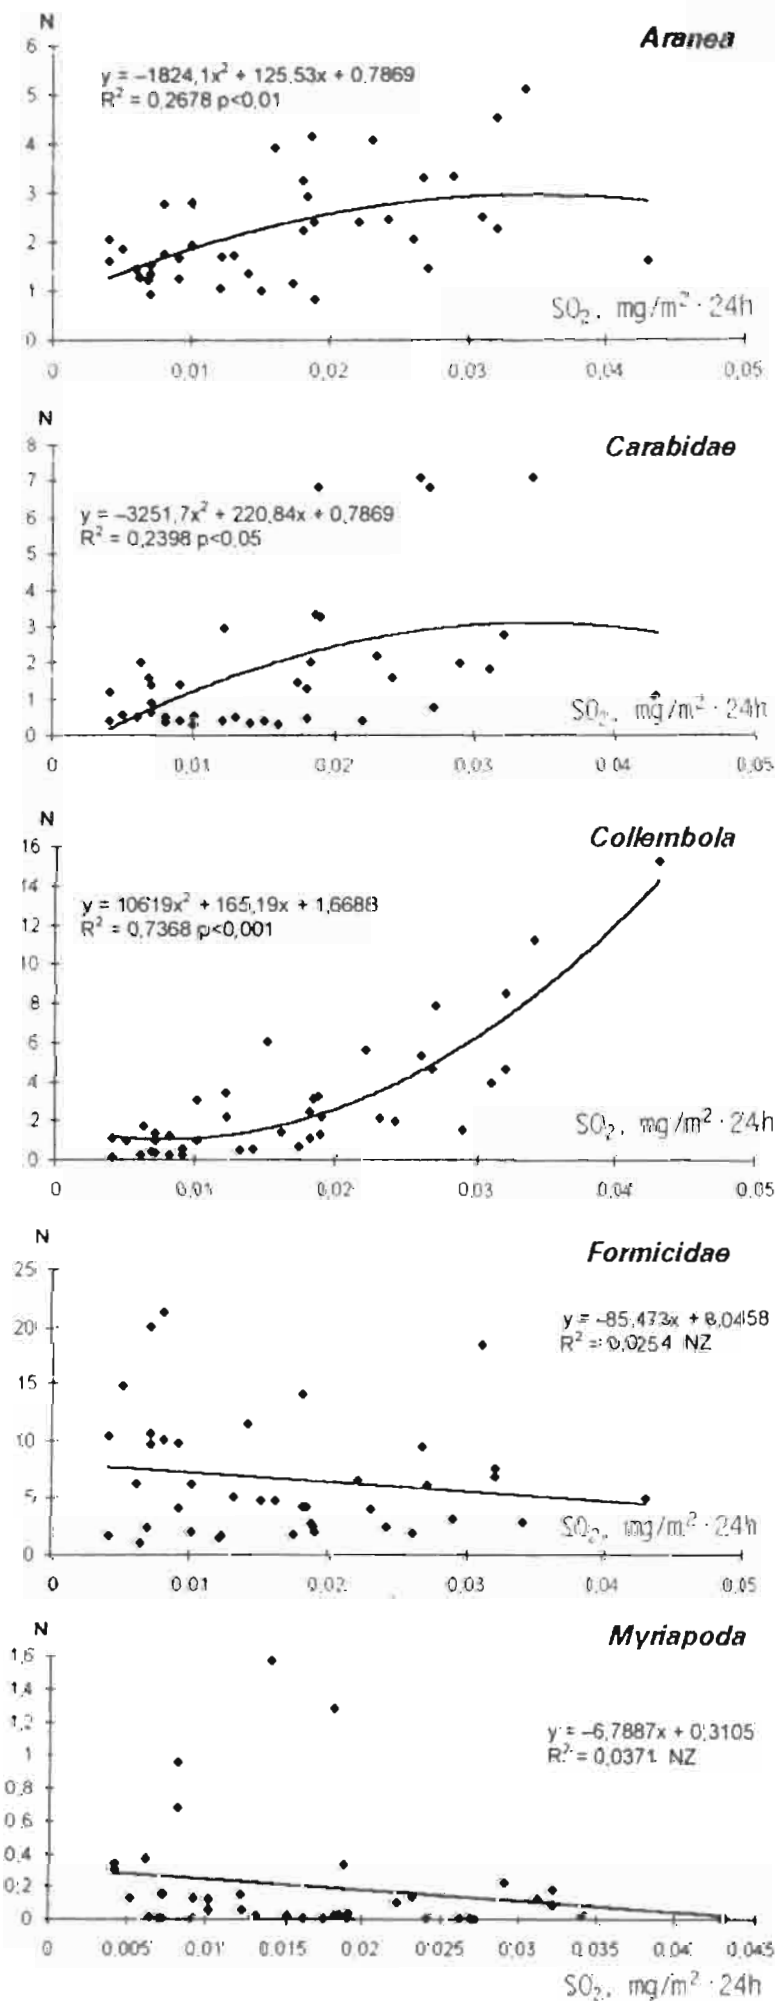 N
Aranea
6
y = –1824,1x² + 125,53x + 0,7869
R² = 0,2678 p<0,01
5
4
3
2
1
SO₂, mg/m² · 24h
0
0 0,01 0,02 0,03 0,04 0,05
N
Carabidae
8
7
y = –3251,7x² + 220,84x + 0,7869
6
R² = 0,2398 p<0,05
5
4
3
2
1
SO₂, mg/m² · 24h
0
0 0,01 0,02 0,03 0,04 0,05
N
Collembola
16
14
y = 10619x² + 165,19x + 1,6688
R² = 0,7368 p<0,001
12
10
8
6
4
2
SO₂, mg/m² · 24h
0
0 0,01 0,02 0,03 0,04 0,05
N
Formicidae
25
y = –85,473x + 8,0458
20
R² = 0,0254 NZ
15
10
5
SO₂, mg/m² · 24h
0
0 0,01 0,02 0,03 0,04 0,05
N
Myriapoda
1,6
1,4
1,2
y = –6,7887x + 0,3105
1
R² = 0,0371 NZ
0,8
0,6
0,4
0,2
0
0 0,005 0,01 0,015 0,02 0,025 0,03 0,035 0,04 0,045
SO₂, mg/m² · 24h